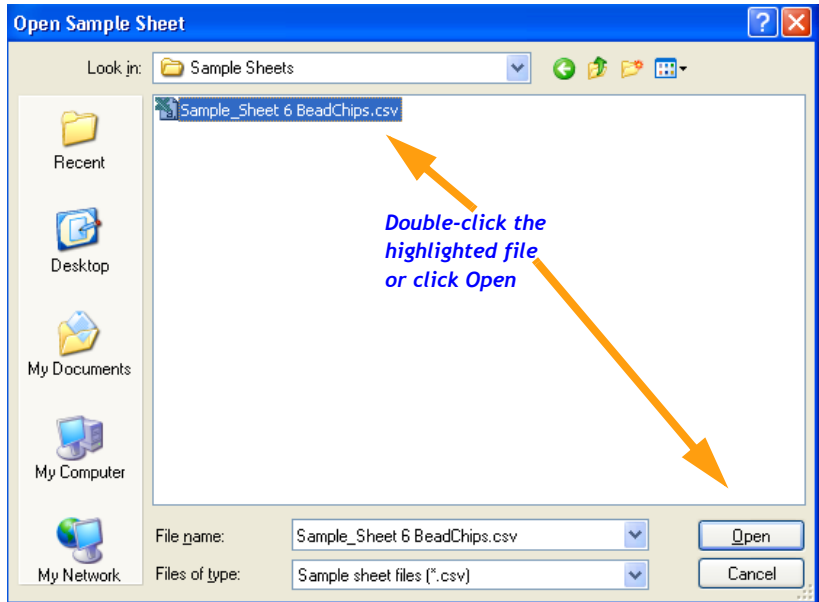 Open Sample Sheet
Look in:
Sample Sheets
Sample_Sheet 6 BeadChips.csv
Recent
Desktop
My Documents
My Computer
My Network
Double-click the
highlighted file
or click Open
File name:
Sample_Sheet 6 BeadChips.csv
Open
Files of type:
Sample sheet files (*.csv)
Cancel